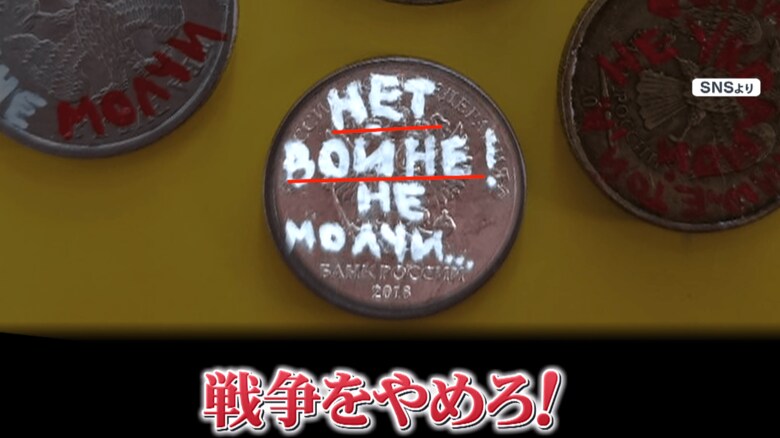 НЕ МОЛЧИ
SNSより
НЕТ
ВОЙНЕ!
НЕ
МОЛЧИ...
БАНК РОССИИ
2018
戦争をやめろ!